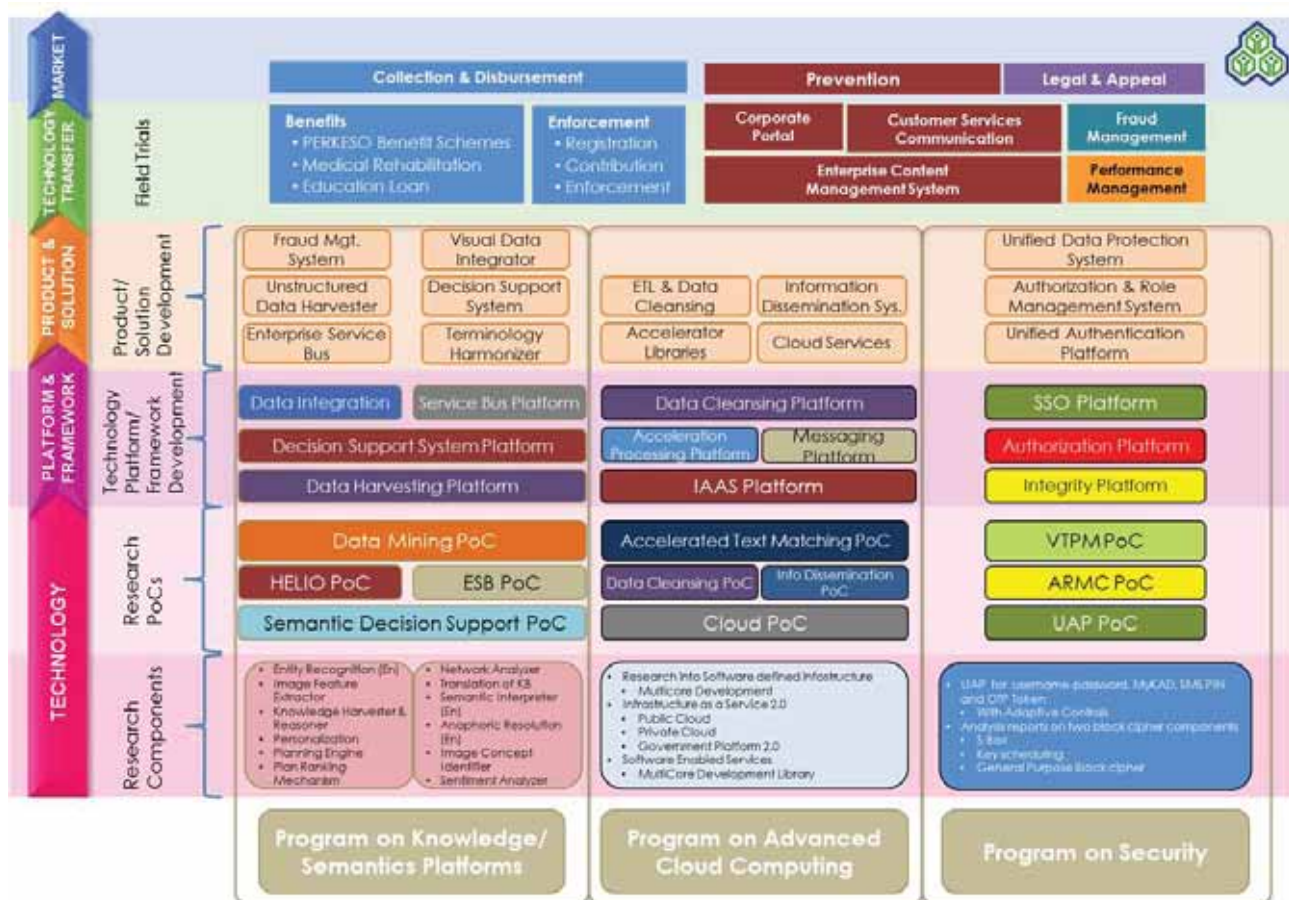 MARKET
Collection & Disbursement
Prevention
Legal & Appeal
TECHNOLOGY
TRANSFER
Field Trials
Benefits
• PERKESO Benefit Schemes
• Medical Rehabilitation
• Education Loan
Enforcement
• Registration
• Contribution
• Enforcement
Corporate
Portal
Customer Services
Communication
Fraud
Management
Enterprise Content
Management System
Performance
Management
PRODUCT &
SOLUTION
Product/
Solution
Development
Fraud Mgt.
System
Visual Data
Integrator
Unstructured
Data Harvester
Decision Support
System
Enterprise Service
Bus
Terminology
Harmonizer
ETL & Data
Cleansing
Information
Dissemination Sys.
Accelerator
Libraries
Cloud Services
Unified Data Protection
System
Authorization & Role
Management System
Unified Authentication
Platform
PLATFORM &
FRAMEWORK
Technology
Platform/
Framework
Development
Data Integration
Service Bus Platform
Decision Support System Platform
Data Harvesting Platform
Data Cleansing Platform
Acceleration
Processing Platform
Messaging
Platform
IAAS Platform
SSO Platform
Authorization Platform
Integrity Platform
TECHNOLOGY
Research
PoCs
Data Mining PoC
HELIO PoC
ESB PoC
Semantic Decision Support PoC
Accelerated Text Matching PoC
Data Cleansing PoC
Info Dissemination
PoC
Cloud PoC
VTPM PoC
ARMC PoC
UAP PoC
Research
Components
• Entity Recognition (En)
• Image Feature
Extractor
• Knowledge Harvester &
Reasoner
• Personalization
• Planning Engine
• Plan Ranking
Mechanism
• Network Analyzer
• Translation of KB
• Semantic Interpreter
(En)
• Anaphoric Resolution
(En)
• Image Concept
Identifier
• Sentiment Analyzer
• Research into Software defined Infostructure
• Multicore Development
• Infrastructure as a Service 2.0
• Public Cloud
• Private Cloud
• Government Platform 2.0
• Software Enabled Services
• MultiCore Development Library
• UAP for username password, MyKAD, SMS PIN
and OTP Token
• With Adaptive Controls
• Analysis reports on two block cipher components
• S Box
• Key scheduling
• General Purpose Block cipher
Program on Knowledge/
Semantics Platforms
Program on Advanced
Cloud Computing
Program on Security